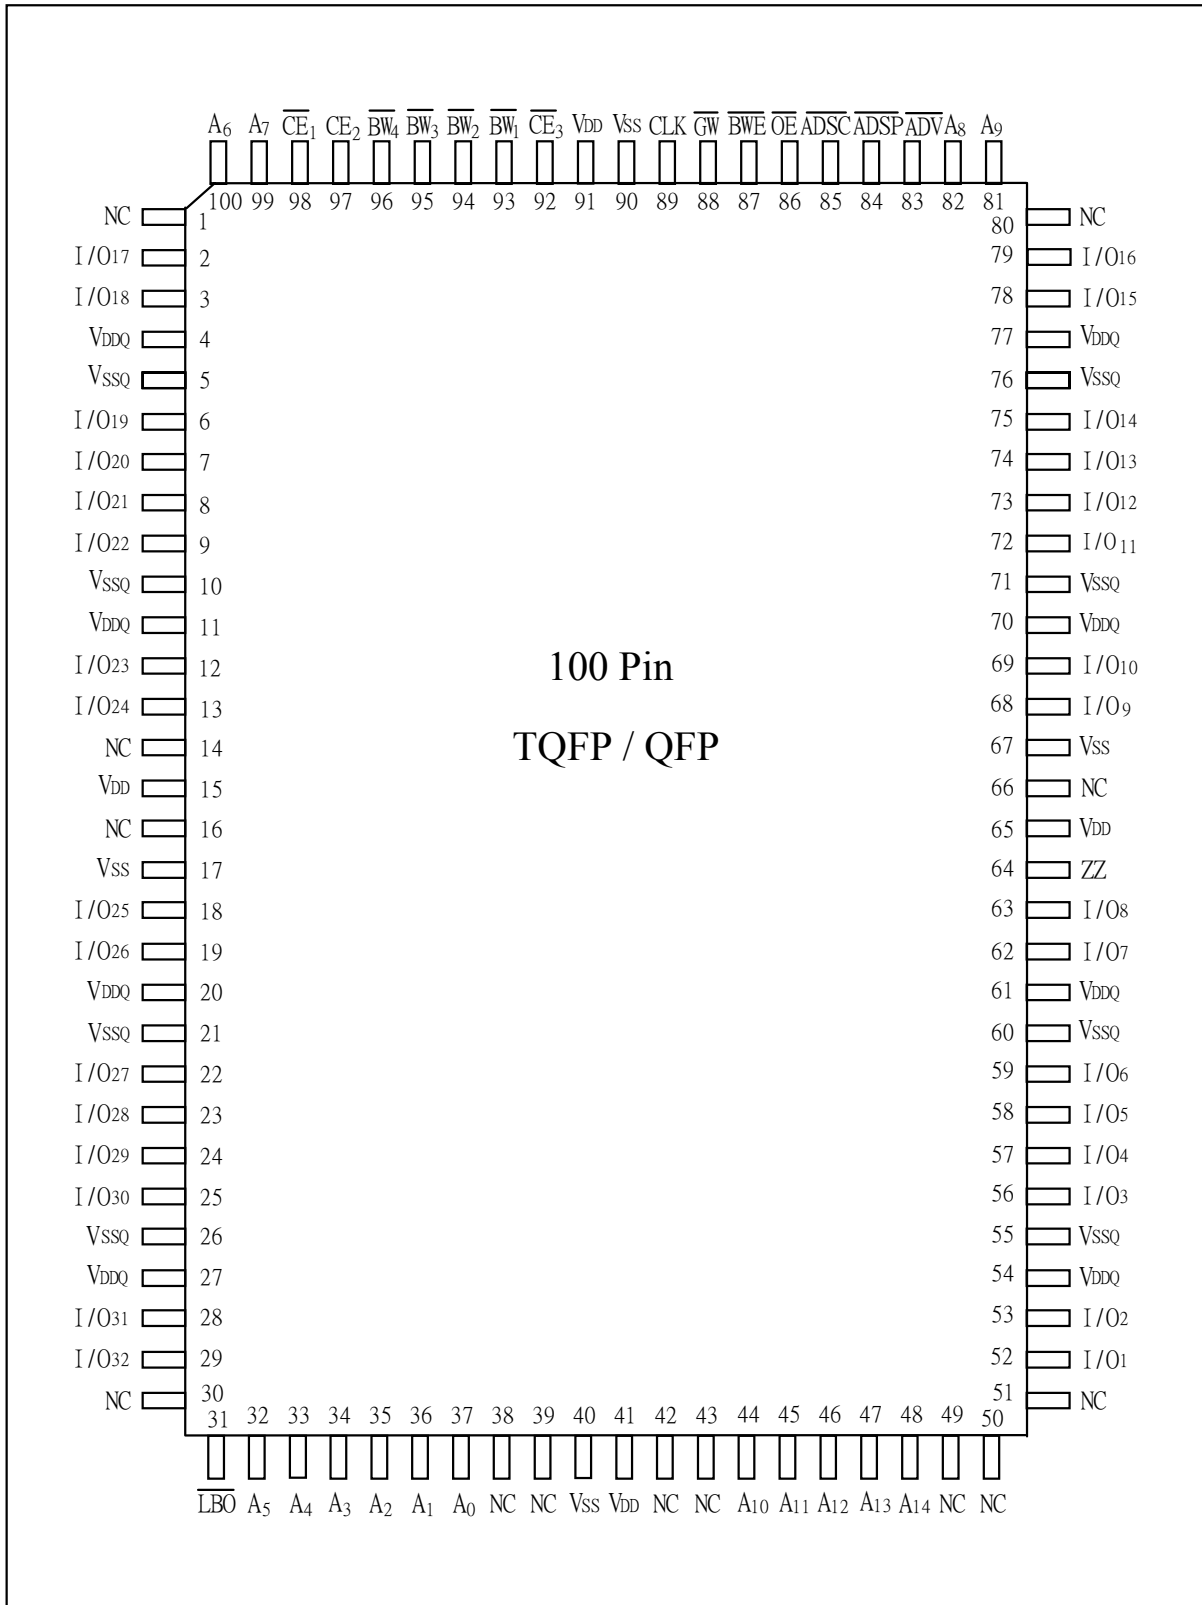 A6 A7 CE1 CE2 BW4 BW3 BW2 BW1 CE3 VDD VSS CLK GW BWE OE ADSC ADSP ADV A8 A9
100 99 98 97 96 95 94 93 92 91 90 89 88 87 86 85 84 83 82 81
NC 1 80 NC
I/O17 2 79 I/O16
I/O18 3 78 I/O15
VDDQ 4 77 VDDQ
VSSQ 5 76 VSSQ
I/O19 6 75 I/O14
I/O20 7 74 I/O13
I/O21 8 73 I/O12
I/O22 9 72 I/O11
VSSQ 10 71 VSSQ
VDDQ 11 70 VDDQ
I/O23 12 100 Pin 69 I/O10
I/O24 13 68 I/O9
NC 14 TQFP / QFP 67 VSS
VDD 15 66 NC
NC 16 65 VDD
VSS 17 64 ZZ
I/O25 18 63 I/O8
I/O26 19 62 I/O7
VDDQ 20 61 VDDQ
VSSQ 21 60 VSSQ
I/O27 22 59 I/O6
I/O28 23 58 I/O5
I/O29 24 57 I/O4
I/O30 25 56 I/O3
VSSQ 26 55 VSSQ
VDDQ 27 54 VDDQ
I/O31 28 53 I/O2
I/O32 29 52 I/O1
NC 30 51 NC
31 32 33 34 35 36 37 38 39 40 41 42 43 44 45 46 47 48 49 50
LBO A5 A4 A3 A2 A1 A0 NC NC VSS VDD NC NC A10 A11 A12 A13 A14 NC NC